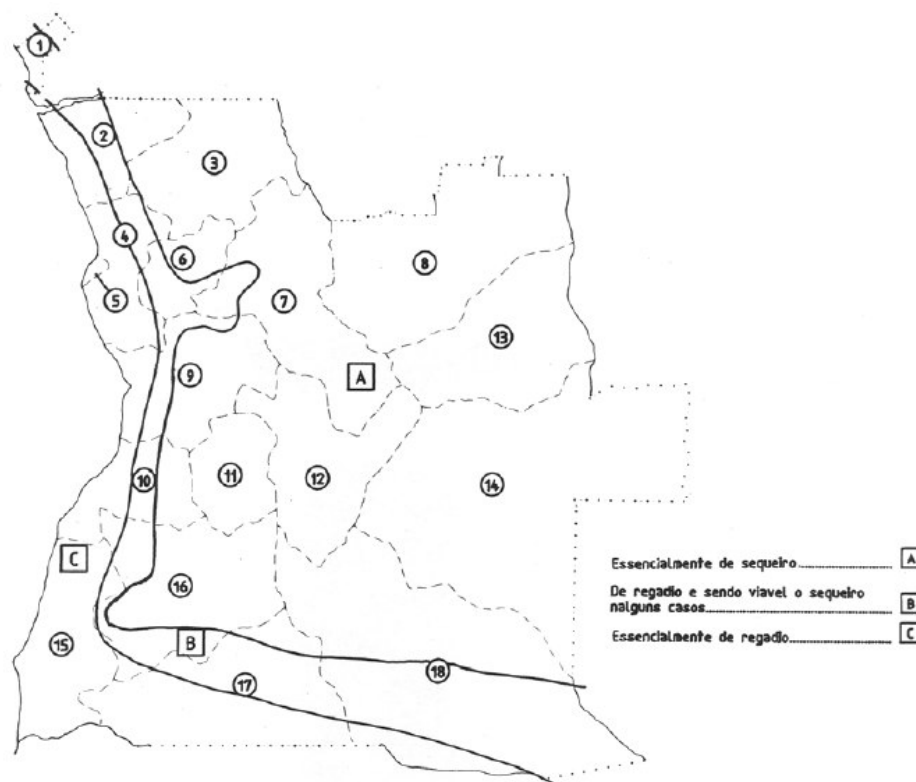 1
2
3
4
6
8
5
7
13
A
9
11
12
10
14
C
Essencialmente de sequeiro A
De regadio e sendo viavel o sequeiro
nalguns casos B
Essencialmente de regadio C
16
15
B
18
17